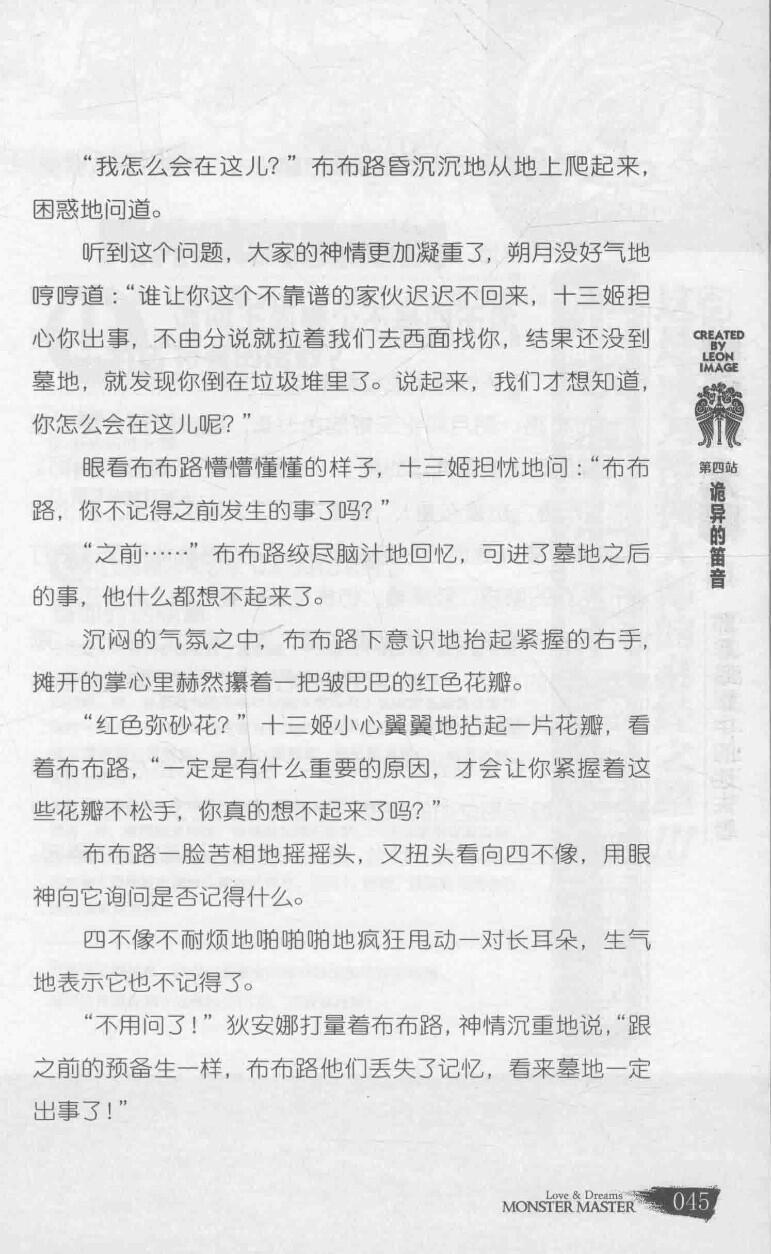 “我怎么会在这儿？”布布路昏沉沉地从地上爬起来，
困惑地问道。
听到这个问题，大家的神情更加凝重了，朔月没好气地
哼哼道：“谁让你这个不靠谱的家伙迟迟不回来，十三姬担
心你出事，不由分说就拉着我们去西面找你，结果还没到
墓地，就发现你倒在垃圾堆里了。说起来，我们才想知道，
你怎么会在这儿呢？”
眼看布布路懵懵懂懂的样子，十三姬担忧地问：“布布
路，你不记得之前发生的事了吗？”
“之前……”布布路绞尽脑汁地回忆，可进了墓地之后
的事，他什么都想不起来了。
沉闷的气氛之中，布布路下意识地抬起紧握的右手，
摊开的掌心里赫然攥着一把皱巴巴的红色花瓣。
“红色弥砂花？”十三姬小心翼翼地拈起一片花瓣，看
着布布路，“一定是有什么重要的原因，才会让你紧握着这
些花瓣不松手，你真的想不起来了吗？”
布布路一脸苦相地摇摇头，又扭头看向四不像，用眼
神向它询问是否记得什么。
四不像不耐烦地啪啪啪地疯狂甩动一对长耳朵，生气
地表示它也不记得了。
“不用问了！”狄安娜打量着布布路，神情沉重地说，“跟
之前的预备生一样，布布路他们丢失了记忆，看来墓地一定
出事了！”
CREATED
BY
LEON
IMAGE
第四站
诡异的笛音
Love & Dreams
MONSTER MASTER
045